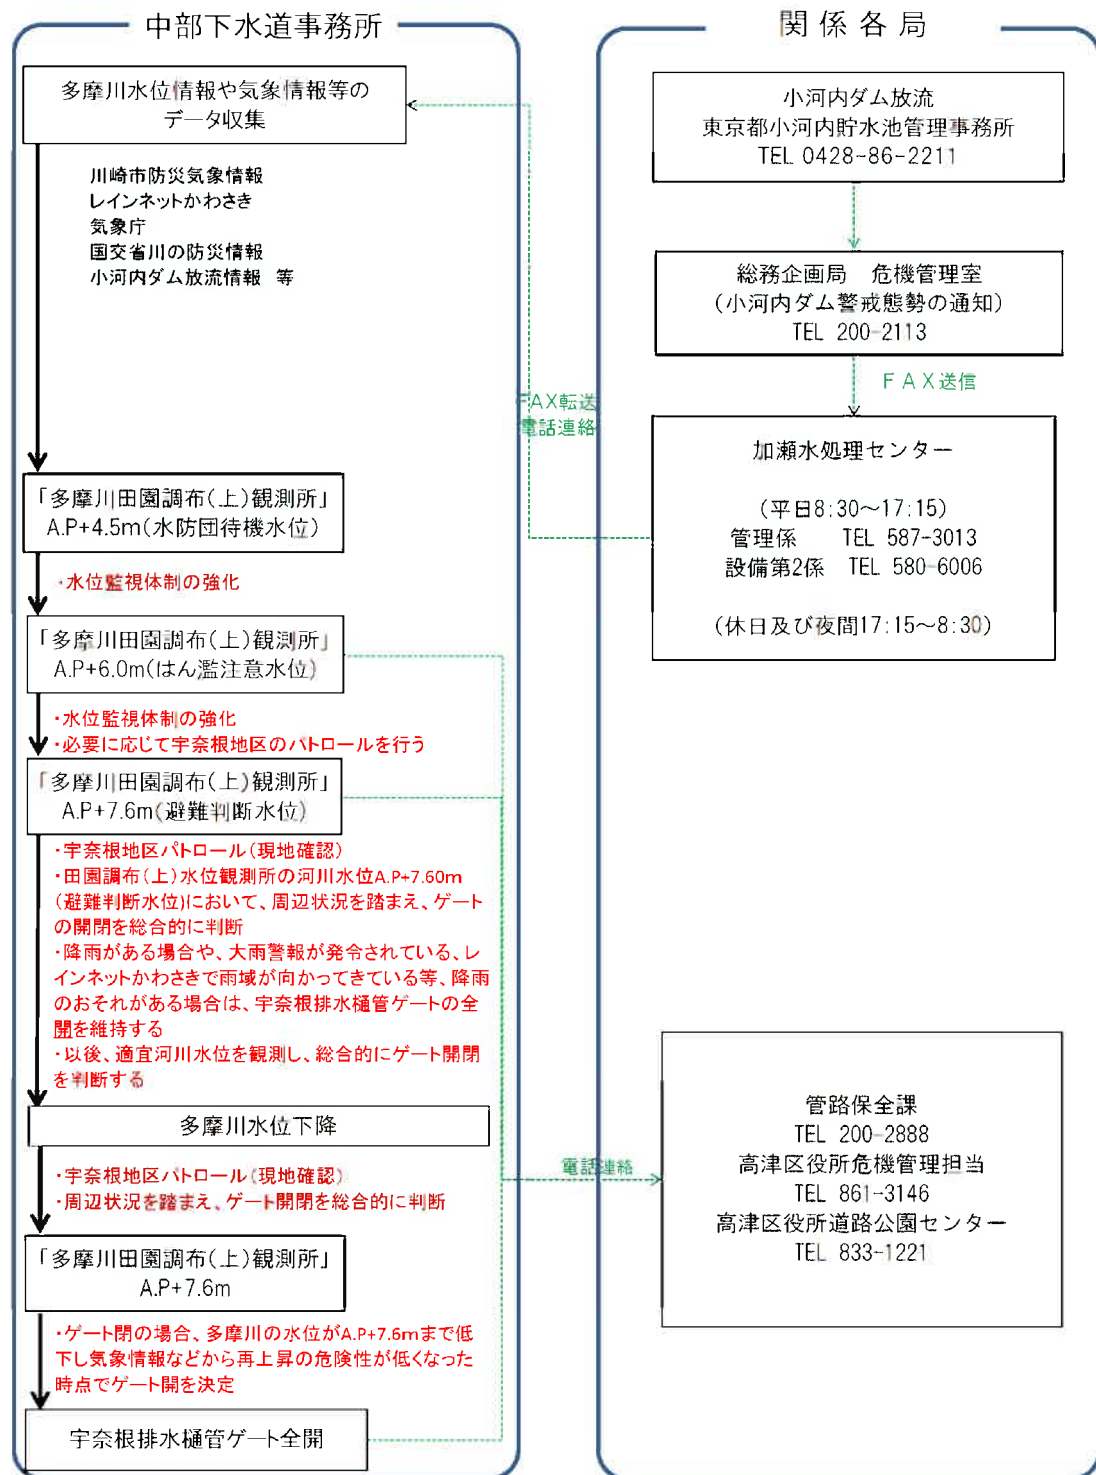 中部下水道事務所
多摩川水位情報や気象情報等の
データ収集
川崎市防災気象情報
レインネットかわさき
気象庁
国交省川の防災情報
小河内ダム放流情報 等
「多摩川田園調布(上)観測所」
A.P+4.5m(水防団待機水位)
・水位監視体制の強化
「多摩川田園調布(上)観測所」
A.P+6.0m(はん濫注意水位)
・水位監視体制の強化
・必要に応じて宇奈根地区のパトロールを行う
「多摩川田園調布(上)観測所」
A.P+7.6m(避難判断水位)
・宇奈根地区パトロール(現地確認)
・田園調布(上)水位観測所の河川水位A.P+7.60m
(避難判断水位)において、周辺状況を踏まえ、ゲート
の開閉を総合的に判断
・降雨がある場合や、大雨警報が発令されている、レ
インネットかわさきで雨域が向かってきている等、降雨
のおそれがある場合は、宇奈根排水樋管ゲートの全
開を維持する
・以後、適宜河川水位を観測し、総合的にゲート開閉
を判断する
多摩川水位下降
・宇奈根地区パトロール(現地確認)
・周辺状況を踏まえ、ゲート開閉を総合的に判断
「多摩川田園調布(上)観測所」
A.P+7.6m
・ゲート閉の場合、多摩川の水位がA.P+7.6mまで低
下し気象情報などから再上昇の危険性が低くなった
時点でゲート開を決定
宇奈根排水樋管ゲート全開
FAX転送
電話連絡
電話連絡
関係各局
小河内ダム放流
東京都小河内貯水池管理事務所
TEL 0428-86-2211
総務企画局 危機管理室
(小河内ダム警戒態勢の通知)
TEL 200-2113
FAX送信
加瀬水処理センター
(平日8:30～17:15)
管理係 TEL 587-3013
設備第2係 TEL 580-6006
(休日及び夜間17:15～8:30)
管路保全課
TEL 200-2888
高津区役所危機管理担当
TEL 861-3146
高津区役所道路公園センター
TEL 833-1221